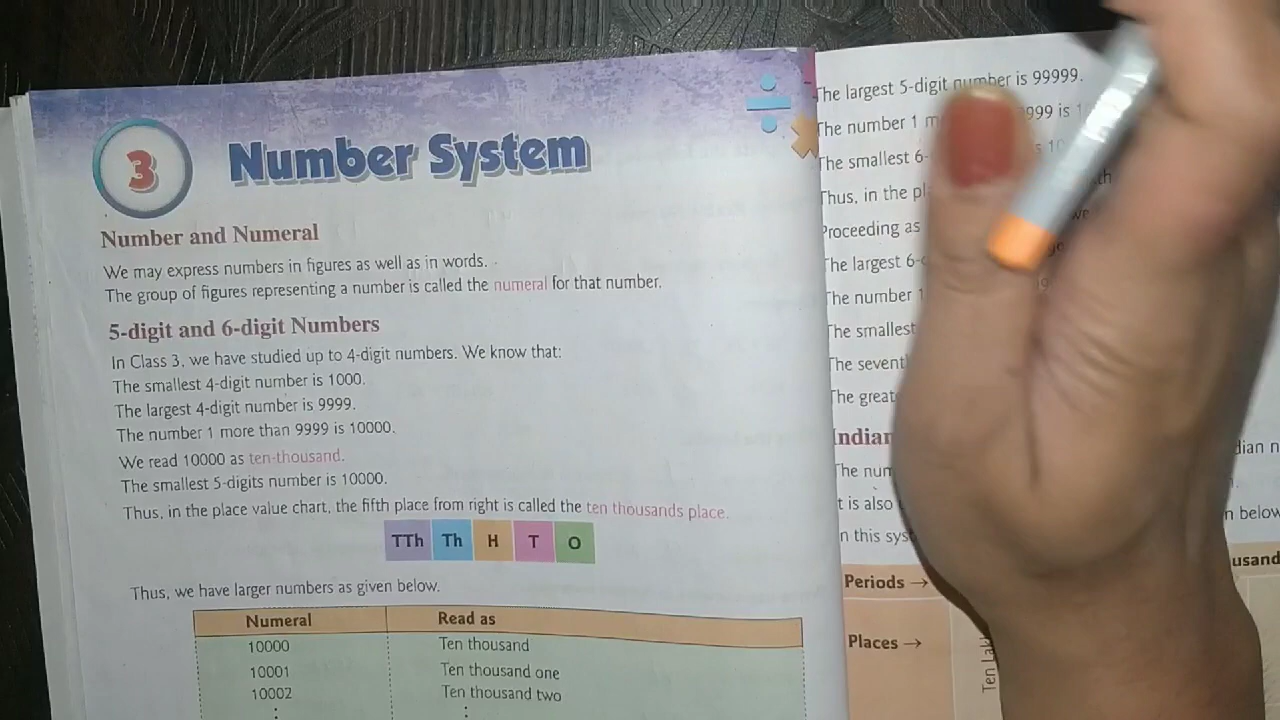 3
Number System
Number and Numeral
We may express numbers in figures as well as in words.
The group of figures representing a number is called the numeral for that number.
5-digit and 6-digit Numbers
In Class 3, we have studied up to 4-digit numbers. We know that:
The smallest 4-digit number is 1000.
The largest 4-digit number is 9999.
The number 1 more than 9999 is 10000.
We read 10000 as ten-thousand.
The smallest 5-digits number is 10000.
Thus, in the place value chart, the fifth place from right is called the ten thousands place.
TTh Th H T O
Thus, we have larger numbers as given below.
Numeral Read as
10000 Ten thousand
10001 Ten thousand one
10002 Ten thousand two
The largest 5-digit number is 99999.
The number 1
The smallest 6-
Thus, in the
Proceeding as
The largest 6-
The number 1
The smallest
The
The
Indian
The
is also
this
below
Periods →
Places →
Ten